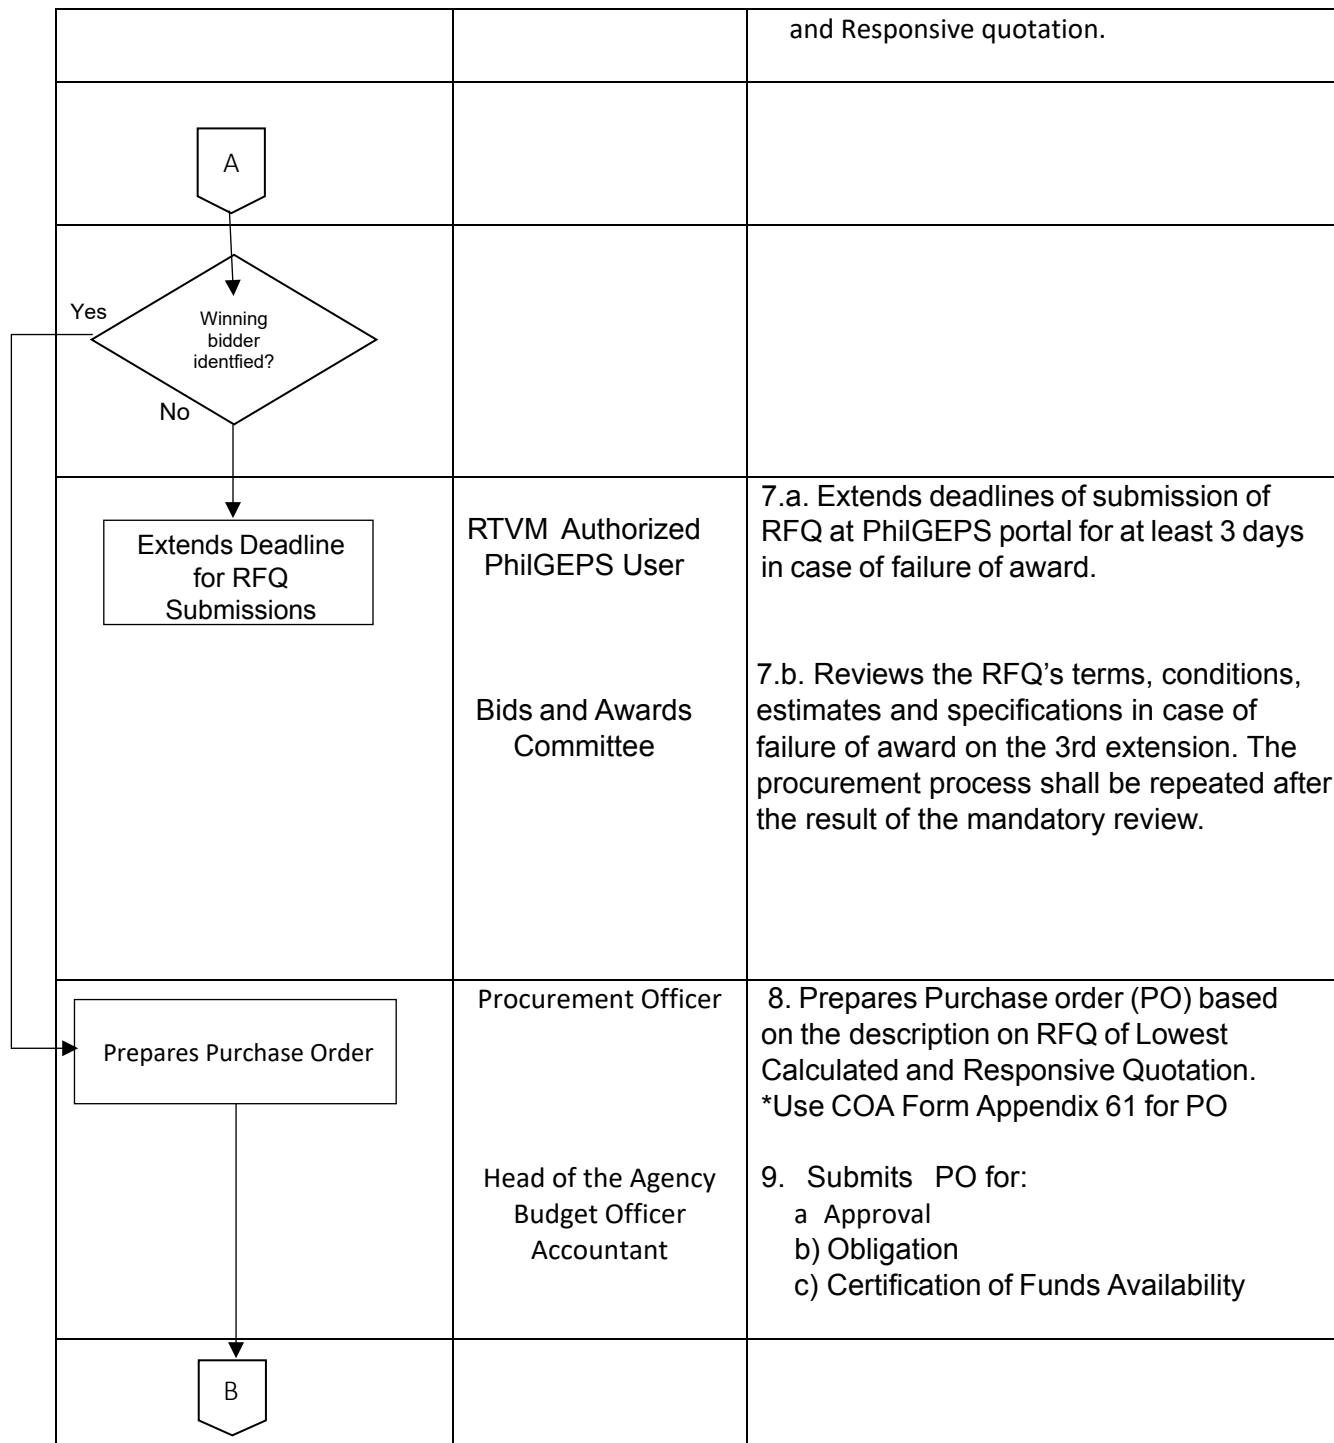 and Responsive quotation.
A
Yes
Winning
bidder
identfied?
No
Extends Deadline
for RFQ
Submissions
RTVM Authorized
PhilGEPS User
7.a. Extends deadlines of submission of
RFQ at PhilGEPS portal for at least 3 days
in case of failure of award.
Bids and Awards
Committee
7.b. Reviews the RFQ’s terms, conditions,
estimates and specifications in case of
failure of award on the 3rd extension. The
procurement process shall be repeated after
the result of the mandatory review.
Prepares Purchase Order
Procurement Officer
8. Prepares Purchase order (PO) based
on the description on RFQ of Lowest
Calculated and Responsive Quotation.
*Use COA Form Appendix 61 for PO
Head of the Agency
Budget Officer
Accountant
9. Submits PO for:
a Approval
b) Obligation
c) Certification of Funds Availability
B